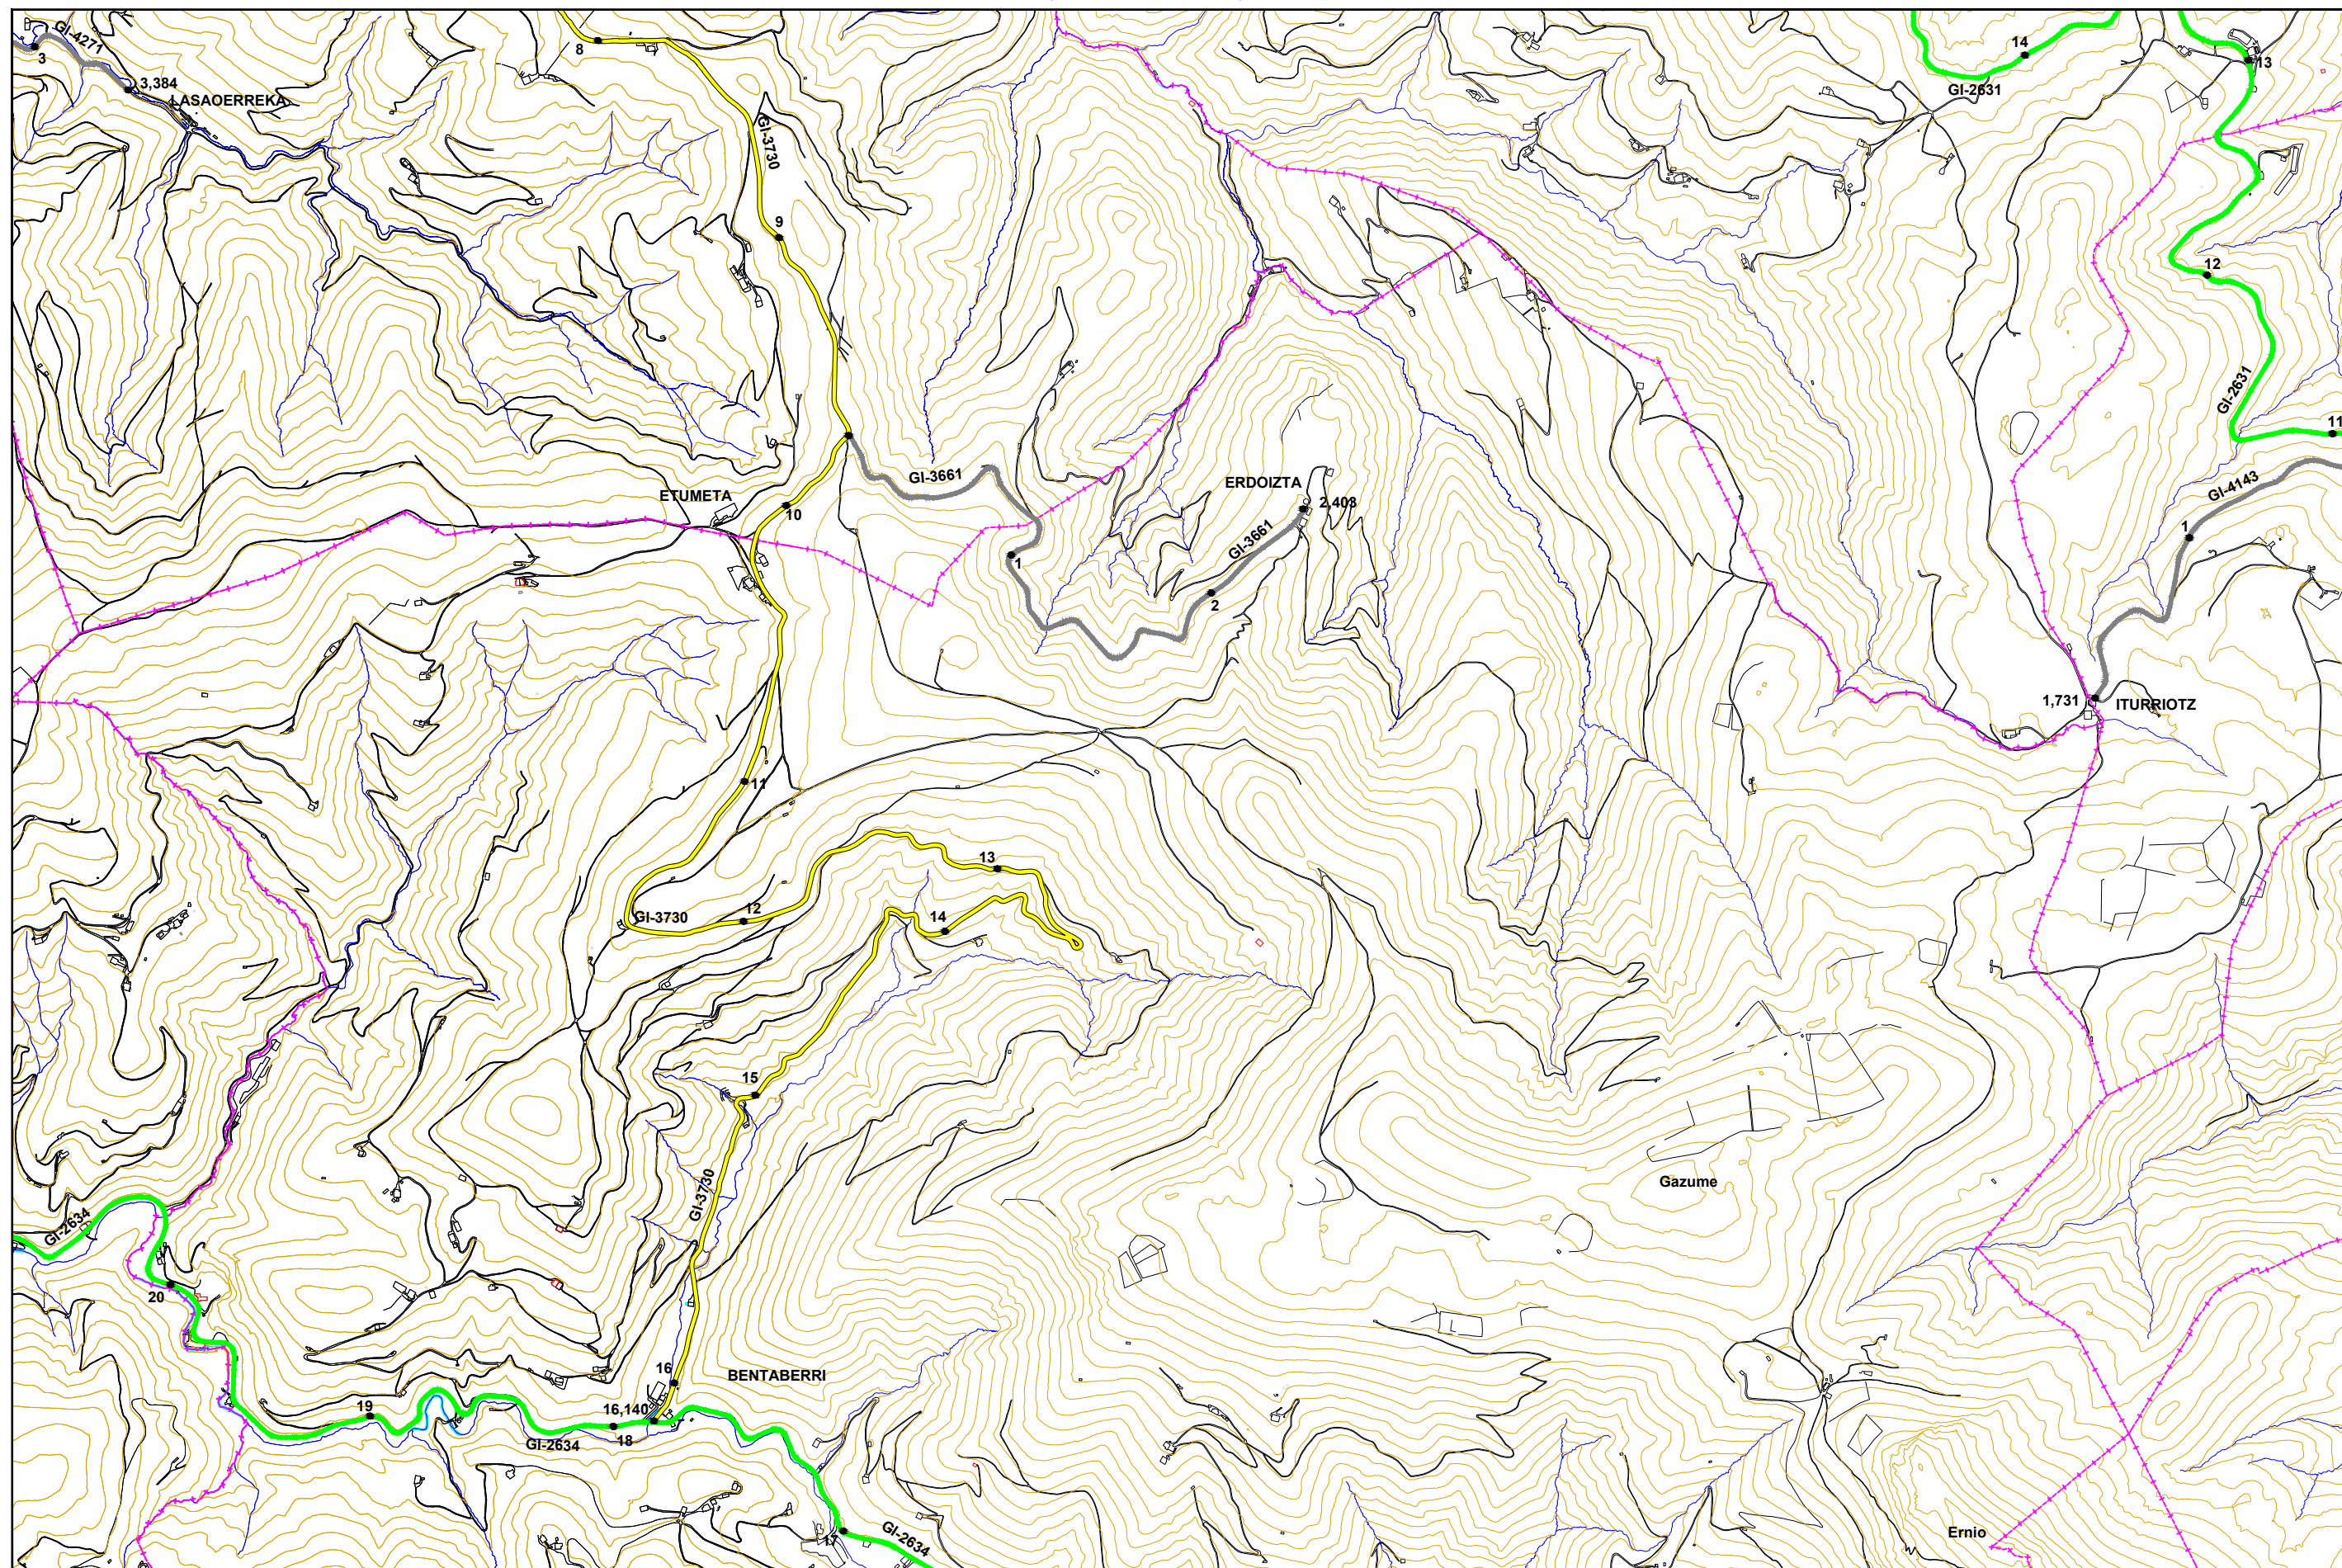 GI-4271
3
3,384
LASAOERREKA
8
GI-3730
9
14
GI-2631
13
12
GI-2631
11
GI-3661
ETUMETA
10
ERDOIZTA
2,403
GI-3661
1
2
GI-4143
1
1,731
ITURRIOTZ
11
GI-3730
12
13
14
15
GI-3730
Gazume
GI-2634
20
16
BENTABERRI
16,140
19
18
GI-2634
17
GI-2634
Ernio